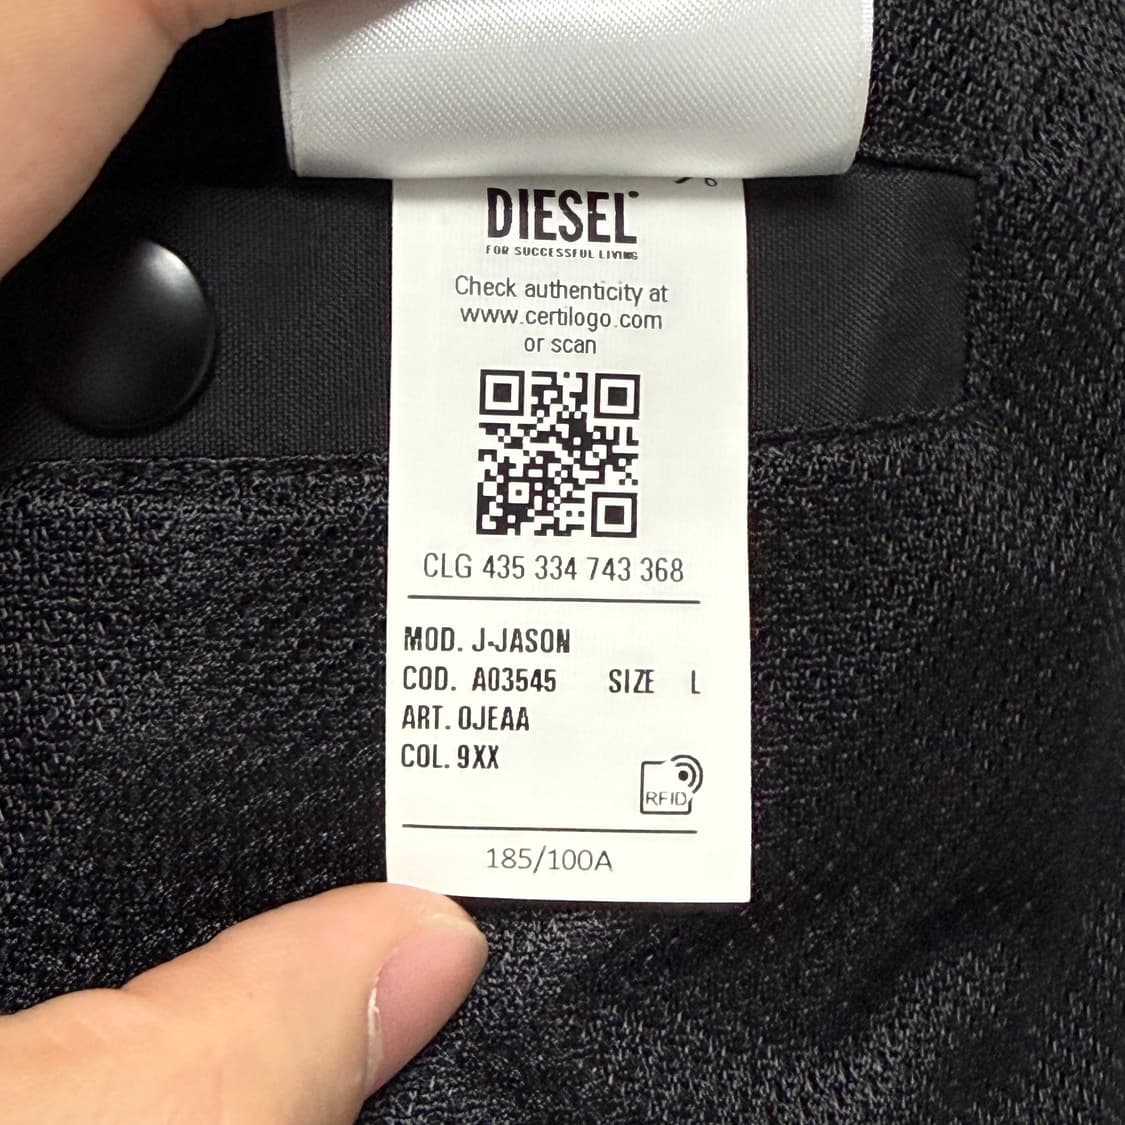 DIESEL
FOR SUCCESSFUL LIVING
Check authenticity at
www.certilogo.com
or scan
CLG 435 334 743 368
MOD. J-JASON
COD. A03545 SIZE L
ART. 0JEAA
COL. 9XX
RFID
185/100A